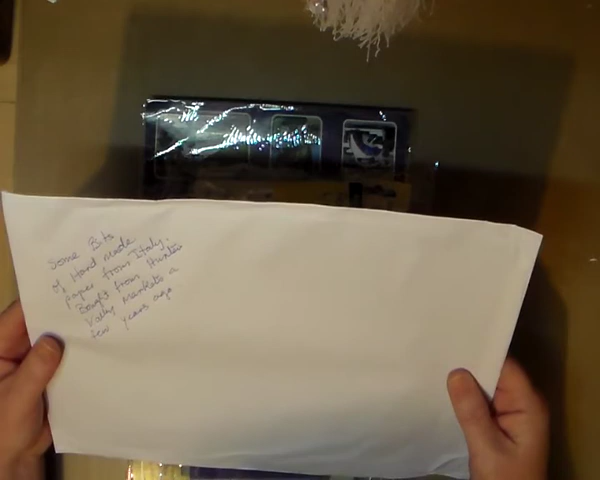 Some Bits
of Hand made
paper from Italy.
Bought from Hunter
Valley markets a
few years ago